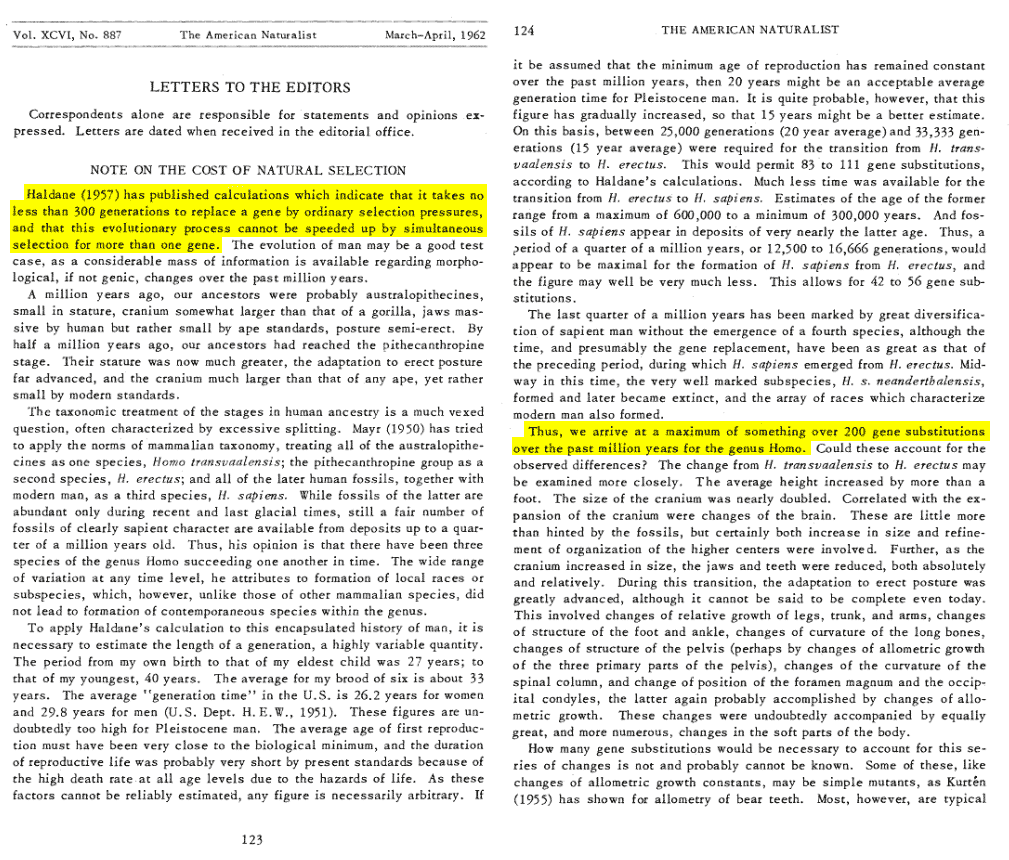 Vol. XCVI, No. 887 The American Naturalist March-April, 1962
LETTERS TO THE EDITORS
Correspondents alone are responsible for statements and opinions ex-
pressed. Letters are dated when received in the editorial office.
NOTE ON THE COST OF NATURAL SELECTION
Haldane (1957) has published calculations which indicate that it takes no
less than 300 generations to replace a gene by ordinary selection pressures,
and that this evolutionary process cannot be speeded up by simultaneous
selection for more than one gene. The evolution of man may be a good test
case, as a considerable mass of information is available regarding morpho-
logical, if not genic, changes over the past million years.
A million years ago, our ancestors were probably australopithecines,
small in stature, cranium somewhat larger than that of a gorilla, jaws mas-
sive by human but rather small by ape standards, posture semi-erect. By
half a million years ago, our ancestors had reached the pithecanthropine
stage. Their stature was now much greater, the adaptation to erect posture
far advanced, and the cranium much larger than that of any ape, yet rather
small by modern standards.
The taxonomic treatment of the stages in human ancestry is a much vexed
question, often characterized by excessive splitting. Mayr (1950) has tried
to apply the norms of mammalian taxonomy, treating all of the australopithe-
cines as one species, Homo transvaalensis; the pithecanthropine group as a
second species, H. erectus; and all of the later human fossils, together with
modern man, as a third species, H. sapiens. While fossils of the latter are
abundant only during recent and last glacial times, still a fair number of
fossils of clearly sapient character are available from deposits up to a quar-
ter of a million years old. Thus, his opinion is that there have been three
species of the genus Homo succeeding one another in time. The wide range
of variation at any time level, he attributes to formation of local races or
subspecies, which, however, unlike those of other mammalian species, did
not lead to formation of contemporaneous species within the genus.
To apply Haldane's calculation to this encapsulated history of man, it is
necessary to estimate the length of a generation, a highly variable quantity.
The period from my own birth to that of my eldest child was 27 years; to
that of my youngest, 40 years. The average for my brood of six is about 33
years. The average "generation time" in the U.S. is 26.2 years for women
and 29.8 years for men (U.S. Dept. H.E.W., 1951). These figures are un-
doubtedly too high for Pleistocene man. The average age of first reproduc-
tion must have been very close to the biological minimum, and the duration
of reproductive life was probably very short by present standards because of
the high death rate at all age levels due to the hazards of life. As these
factors cannot be reliably estimated, any figure is necessarily arbitrary. If
123
124 THE AMERICAN NATURALIST
it be assumed that the minimum age of reproduction has remained constant
over the past million years, then 20 years might be an acceptable average
generation time for Pleistocene man. It is quite probable, however, that this
figure has gradually increased, so that 15 years might be a better estimate.
On this basis, between 25,000 generations (20 year average) and 33,333 gen-
erations (15 year average) were required for the transition from H. trans-
vaalensis to H. erectus. This would permit 83 to 111 gene substitutions,
according to Haldane's calculations. Much less time was available for the
transition from H. erectus to H. sapiens. Estimates of the age of the former
range from a maximum of 600,000 to a minimum of 300,000 years. And fos-
sils of H. sapiens appear in deposits of very nearly the latter age. Thus, a
period of a quarter of a million years, or 12,500 to 16,666 generations, would
appear to be maximal for the formation of H. sapiens from H. erectus, and
the figure may well be very much less. This allows for 42 to 56 gene sub-
stitutions.
The last quarter of a million years has been marked by great diversifica-
tion of sapient man without the emergence of a fourth species, although the
time, and presumably the gene replacement, have been as great as that of
the preceding period, during which H. sapiens emerged from H. erectus. Mid-
way in this time, the very well marked subspecies, H. s. neanderthalensis,
formed and later became extinct, and the array of races which characterize
modern man also formed.
Thus, we arrive at a maximum of something over 200 gene substitutions
over the past million years for the genus Homo. Could these account for the
observed differences? The change from H. transvaalensis to H. erectus may
be examined more closely. The average height increased by more than a
foot. The size of the cranium was nearly doubled. Correlated with the ex-
pansion of the cranium were changes of the brain. These are little more
than hinted by the fossils, but certainly both increase in size and refine-
ment of organization of the higher centers were involved. Further, as the
cranium increased in size, the jaws and teeth were reduced, both absolutely
and relatively. During this transition, the adaptation to erect posture was
greatly advanced, although it cannot be said to be complete even today.
This involved changes of relative growth of legs, trunk, and arms, changes
of structure of the foot and ankle, changes of curvature of the long bones,
changes of structure of the pelvis (perhaps by changes of allometric growth
of the three primary parts of the pelvis), changes of the curvature of the
spinal column, and change of position of the foramen magnum and the occip-
ital condyles, the latter again probably accomplished by changes of allo-
metric growth. These changes were undoubtedly accompanied by equally
great, and more numerous, changes in the soft parts of the body.
How many gene substitutions would be necessary to account for this se-
ries of changes is not and probably cannot be known. Some of these, like
changes of allometric growth constants, may be simple mutants, as Kurtén
(1955) has shown for allometry of bear teeth. Most, however, are typical